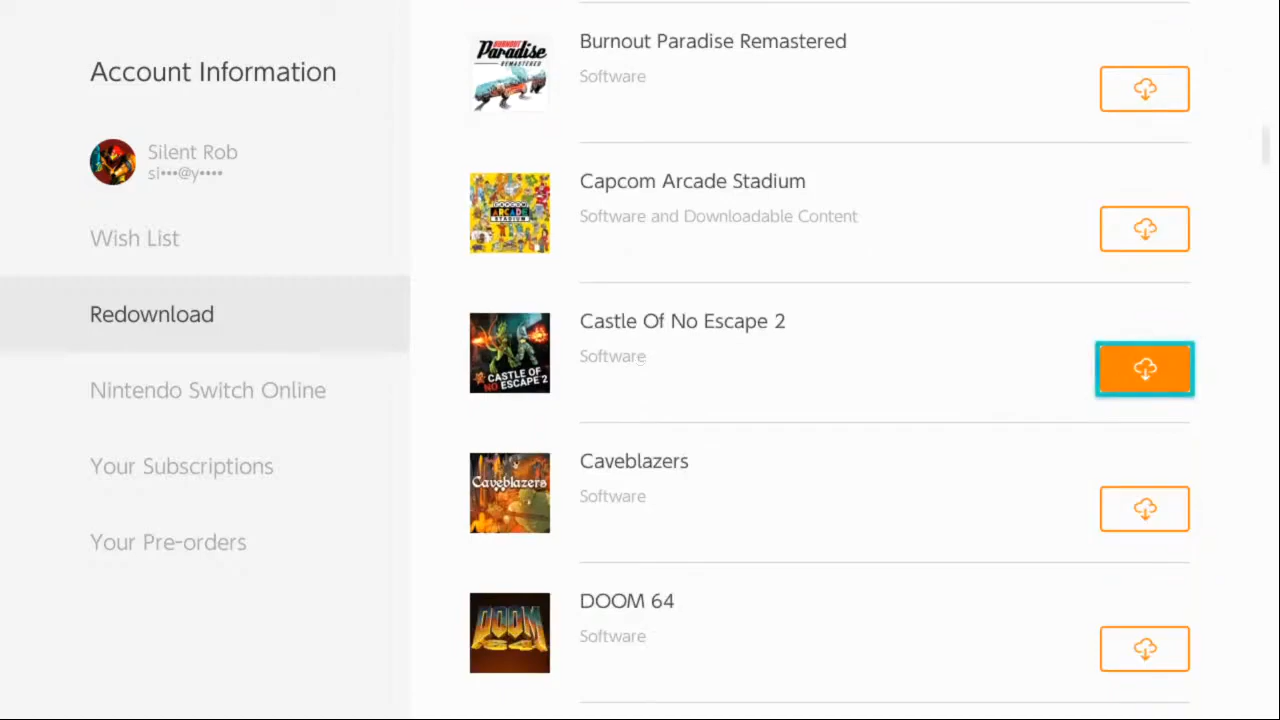 Account Information
Silent Rob
si•••@y••••
Wish List
Redownload
Nintendo Switch Online
Your Subscriptions
Your Pre-orders
BURNOUT
Paradise
REMASTERED
Burnout Paradise Remastered
Software
CAPCOM
ARCADE
STADIUM
Capcom Arcade Stadium
Software and Downloadable Content
CASTLE OF
NO ESCAPE 2
Castle Of No Escape 2
Software
Caveblazers
Caveblazers
Software
DOOM
64
DOOM 64
Software